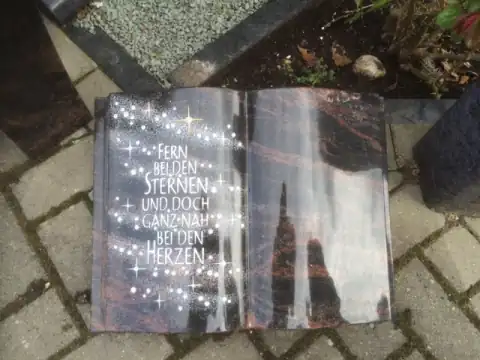 FERN
BEI DEN
STERNEN
UND DOCH
GANZ NAH
BEI DEN
HERZEN